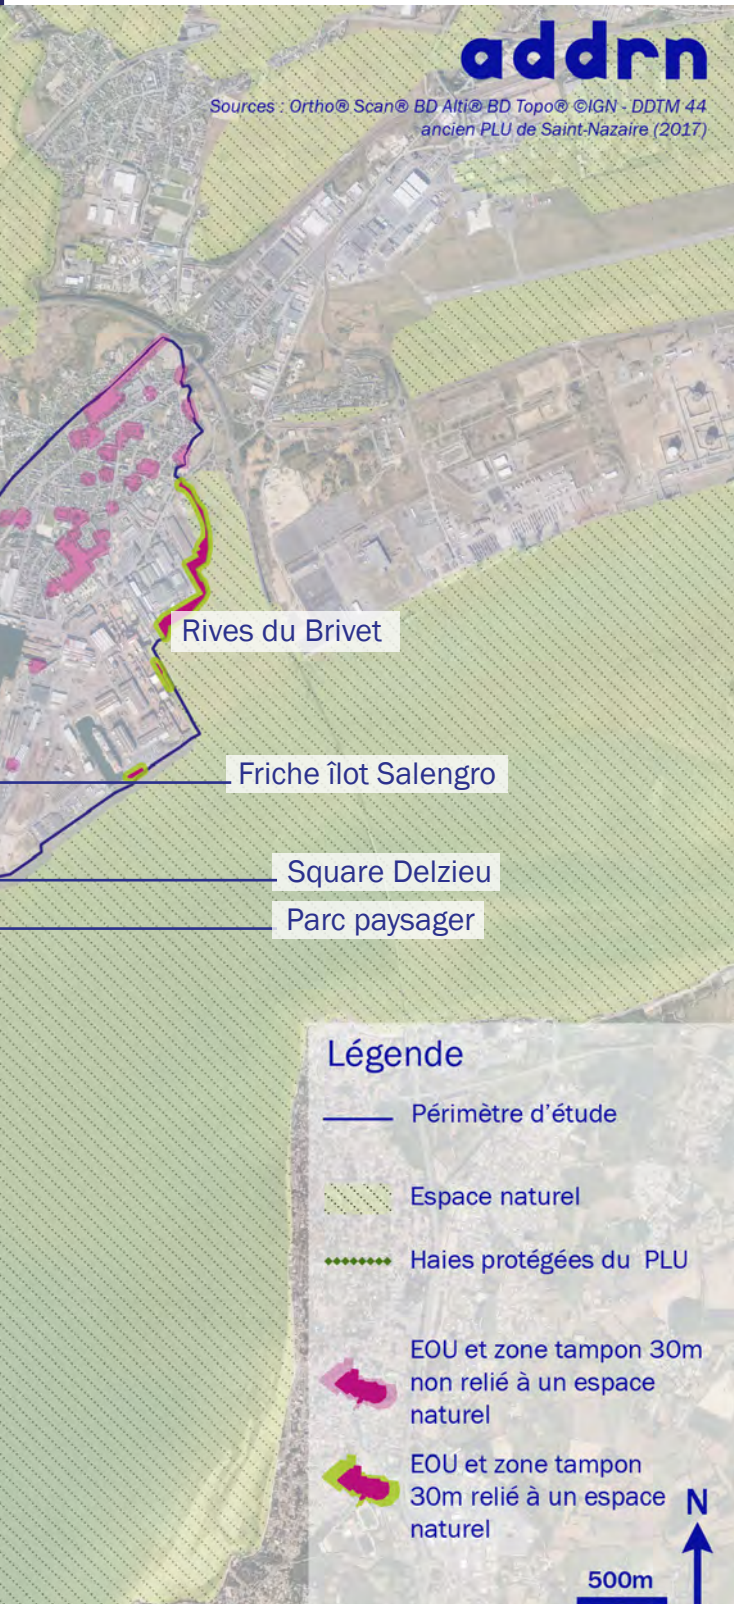 addrn
Sources : Ortho® Scan® BD Alti® BD Topo® ©IGN - DDTM 44
ancien PLU de Saint-Nazaire (2017)
Rives du Brivet
Friche îlot Salengro
Square Delzieu
Parc paysager
Légende
Périmètre d'étude
Espace naturel
Haies protégées du PLU
EOU et zone tampon 30m
non relié à un espace
naturel
EOU et zone tampon
30m relié à un espace
naturel
N
500m